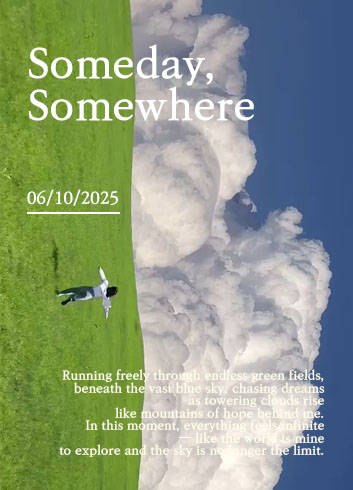 Someday,
Somewhere
06/10/2025
Running freely through endless green fields,
beneath the vast blue sky, chasing dreams
as towering clouds rise
like mountains of hope behind me.
In this moment, everything feels infinite
— like the world is mine
to explore and the sky is no longer the limit.